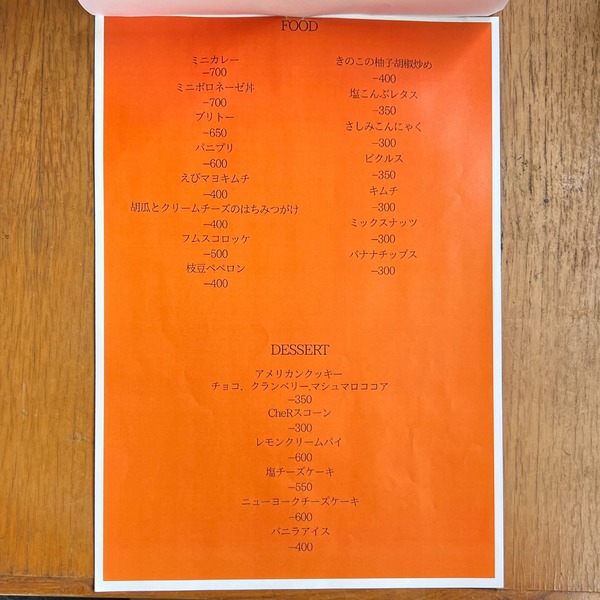 FOOD
ミニカレー
–700
ミニボロネーゼ丼
–700
ブリトー
–650
パニプリ
–600
えびマヨキムチ
–400
胡瓜とクリームチーズのはちみつがけ
–400
フムスコロッケ
–500
枝豆ペペロン
–400
きのこの柚子胡椒炒め
–400
塩こんぶレタス
–350
さしみこんにゃく
–300
ピクルス
–350
キムチ
–300
ミックスナッツ
–300
バナナチップス
–300
DESSERT
アメリカンクッキー
チョコ、クランベリー,マシュマロココア
–350
CheRスコーン
–300
レモンクリームパイ
–600
塩チーズケーキ
–550
ニューヨークチーズケーキ
–600
バニラアイス
–400